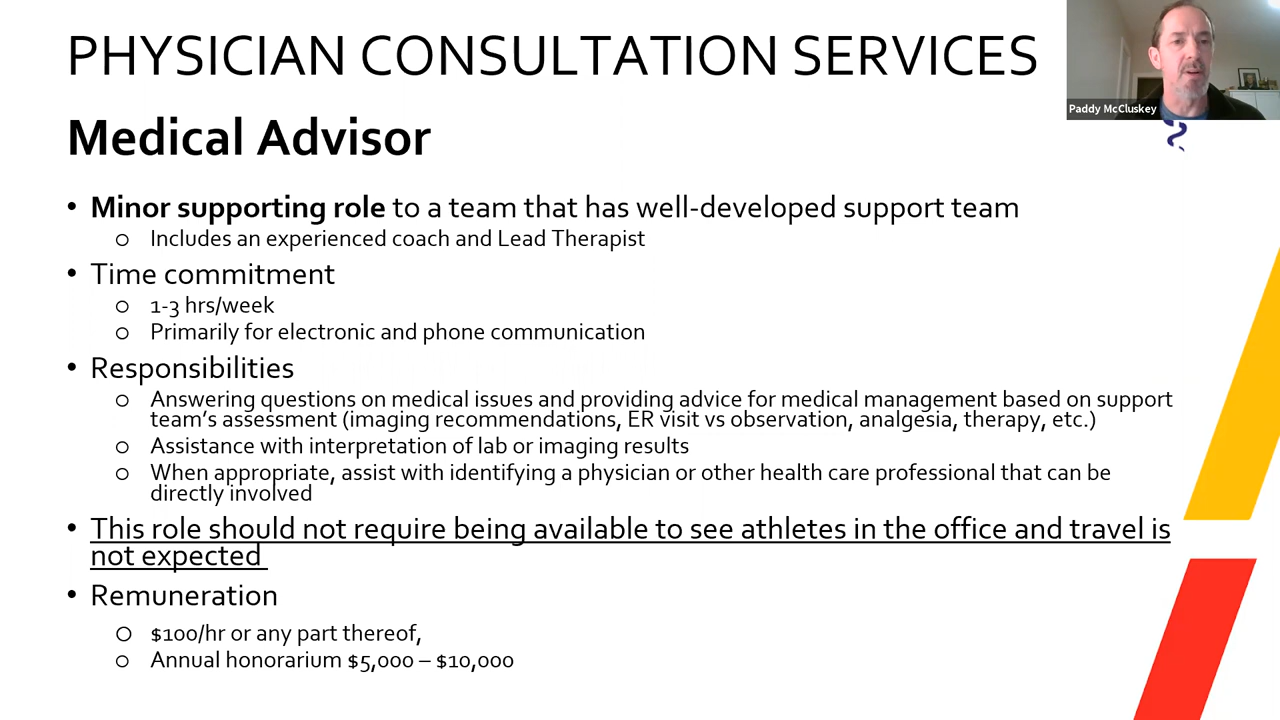 PHYSICIAN CONSULTATION SERVICES
Paddy McCluskey
Medical Advisor
• Minor supporting role to a team that has well-developed support team
o Includes an experienced coach and Lead Therapist
• Time commitment
o 1-3 hrs/week
o Primarily for electronic and phone communication
• Responsibilities
o Answering questions on medical issues and providing advice for medical management based on support
team's assessment (imaging recommendations, ER visit vs observation, analgesia, therapy, etc.)
o Assistance with interpretation of lab or imaging results
o When appropriate, assist with identifying a physician or other health care professional that can be
directly involved
• This role should not require being available to see athletes in the office and travel is
not expected
• Remuneration
o $100/hr or any part thereof,
o Annual honorarium $5,000 – $10,000